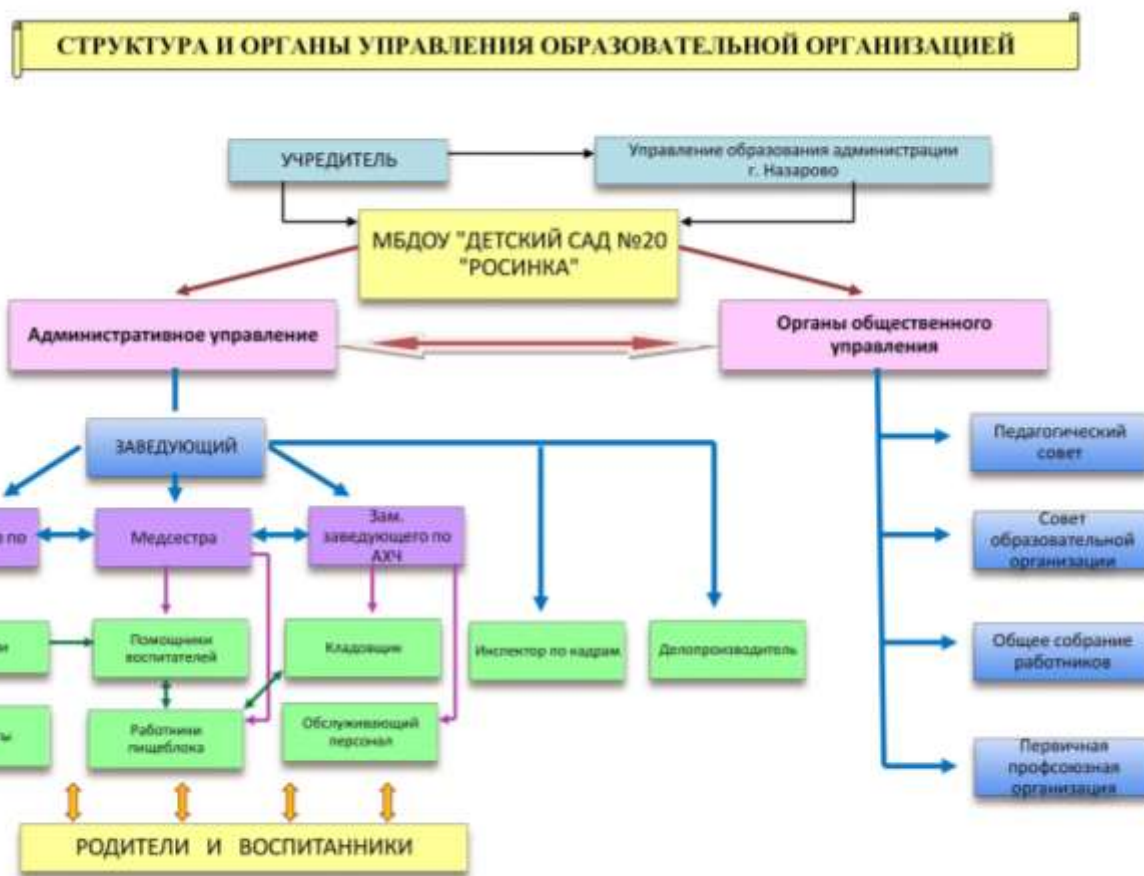 СТРУКТУРА И ОРГАНЫ УПРАВЛЕНИЯ ОБРАЗОВАТЕЛЬНОЙ ОРГАНИЗАЦИЕЙ
УЧРЕДИТЕЛЬ
Управление образования администрации
г. Назарово
МБДОУ "ДЕТСКИЙ САД №20
"РОСИНКА"
Административное управление
Органы общественного
управления
ЗАВЕДУЮЩИЙ
Педагогический
совет
по
Медсестра
Зам.
заведующего по
АХЧ
Совет
образовательной
организации
и
Помощники
воспитателей
Кладовщик
Инспектор по кадрам
Делопроизводитель
Общее собрание
работников
ты
Работники
пищеблока
Обслуживающий
персонал
Первичная
профсоюзная
организация
РОДИТЕЛИ И ВОСПИТАННИКИ